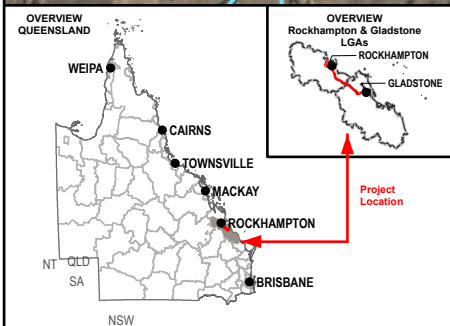 OVERVIEW
QUEENSLAND
WEIPA
CAIRNS
TOWNSVILLE
MACKAY
ROCKHAMPTON
BRISBANE
NT QLD
SA
NSW
OVERVIEW
Rockhampton & Gladstone
LGAs
ROCKHAMPTON
GLADSTONE
Project
Location